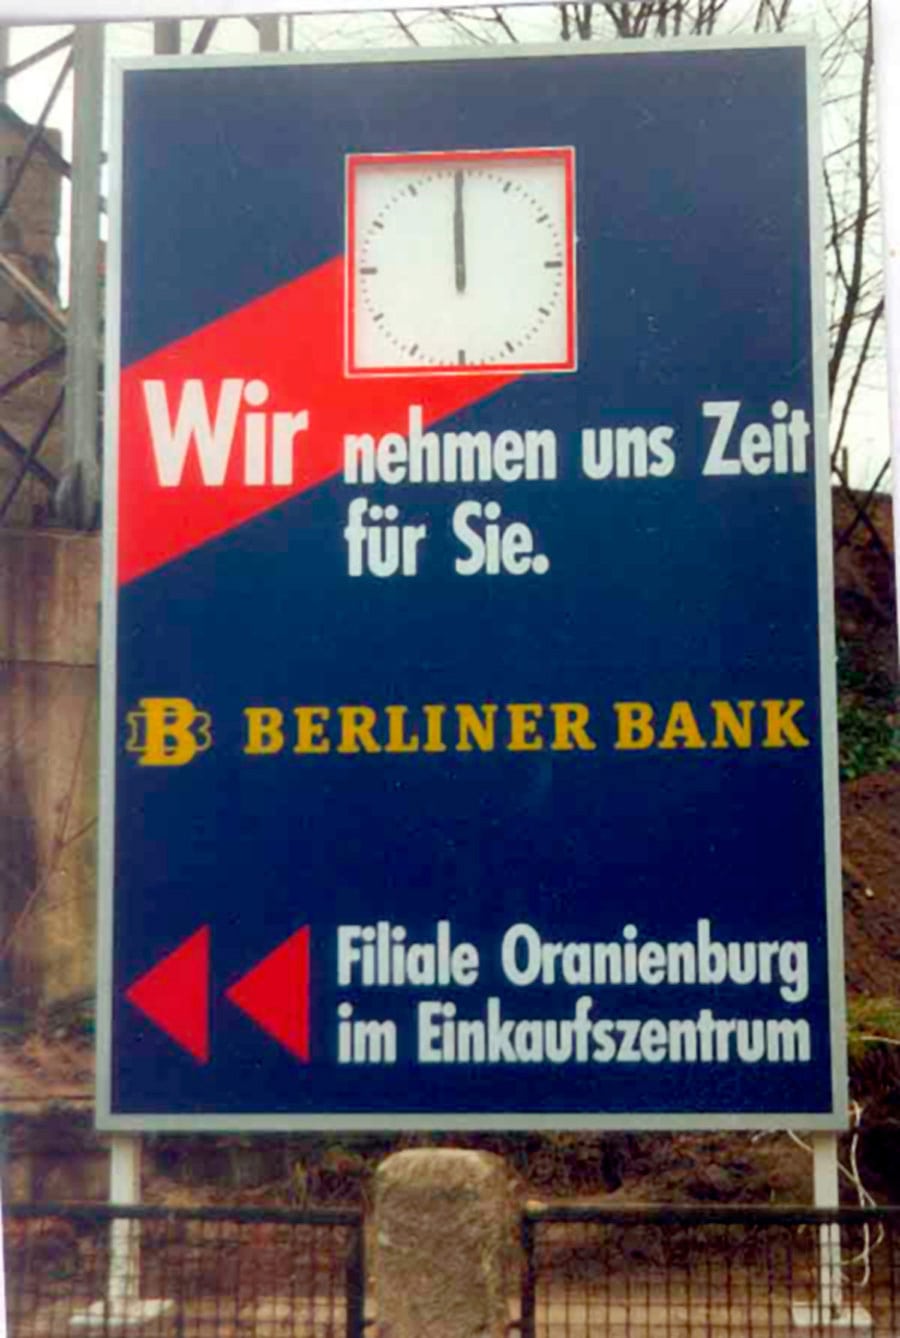 Wir nehmen uns Zeit
für Sie.
B BERLINER BANK
Filiale Oranienburg
im Einkaufszentrum